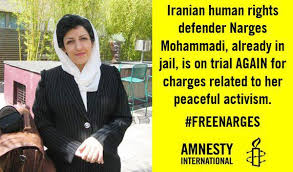 Iranian human rights
defender Narges
Mohammadi, already in
jail, is on trial AGAIN for
charges related to her
peaceful activism.
#FREENARGES
AMNESTY
INTERNATIONAL